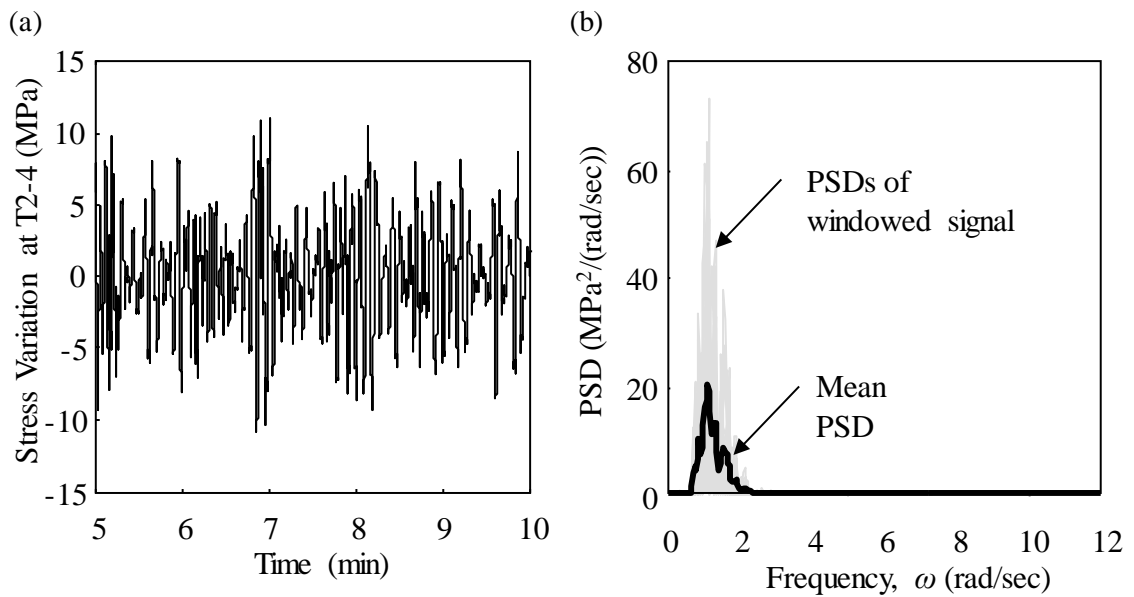 (a)
Stress Variation at T2-4 (MPa)
15
10
5
0
-5
-10
-15
5 6 7 8 9 10
Time (min)
(b)
PSD (MPa²/(rad/sec))
80
60
40
20
0
PSDs of
windowed signal
Mean
PSD
0 2 4 6 8 10 12
Frequency, ω (rad/sec)